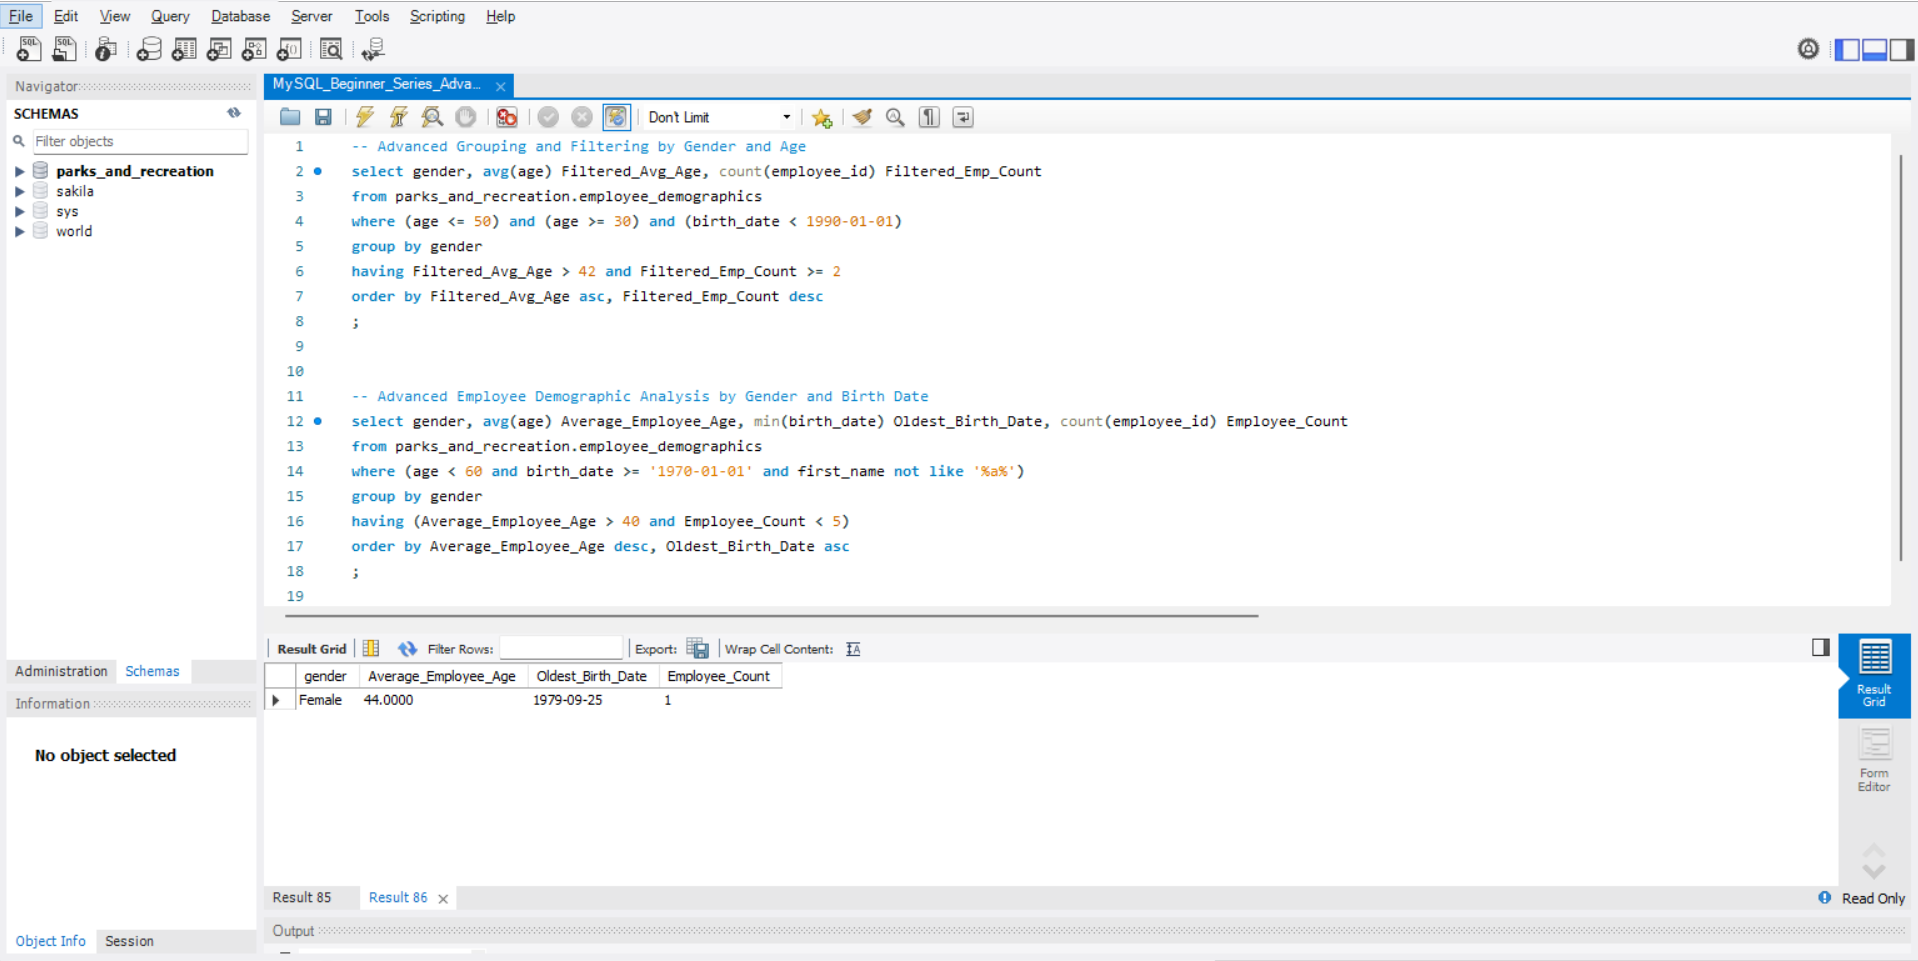 File Edit View Query Database Server Tools Scripting Help
Navigator
SCHEMAS
Filter objects
parks_and_recreation
sakila
sys
world
Administration Schemas
Information
No object selected
Object Info Session
MySQL_Beginner_Series_Adva...
Don't Limit
1 -- Advanced Grouping and Filtering by Gender and Age
2 select gender, avg(age) Filtered_Avg_Age, count(employee_id) Filtered_Emp_Count
3 from parks_and_recreation.employee_demographics
4 where (age <= 50) and (age >= 30) and (birth_date < 1990-01-01)
5 group by gender
6 having Filtered_Avg_Age > 42 and Filtered_Emp_Count >= 2
7 order by Filtered_Avg_Age asc, Filtered_Emp_Count desc
8 ;
9
10
11 -- Advanced Employee Demographic Analysis by Gender and Birth Date
12 select gender, avg(age) Average_Employee_Age, min(birth_date) Oldest_Birth_Date, count(employee_id) Employee_Count
13 from parks_and_recreation.employee_demographics
14 where (age < 60 and birth_date >= '1970-01-01' and first_name not like '%a%')
15 group by gender
16 having (Average_Employee_Age > 40 and Employee_Count < 5)
17 order by Average_Employee_Age desc, Oldest_Birth_Date asc
18 ;
19
Result Grid Filter Rows: Export: Wrap Cell Content:
gender Average_Employee_Age Oldest_Birth_Date Employee_Count
Female 44.0000 1979-09-25 1
Result
Grid
Form
Editor
Result 85 Result 86 Read Only
Output